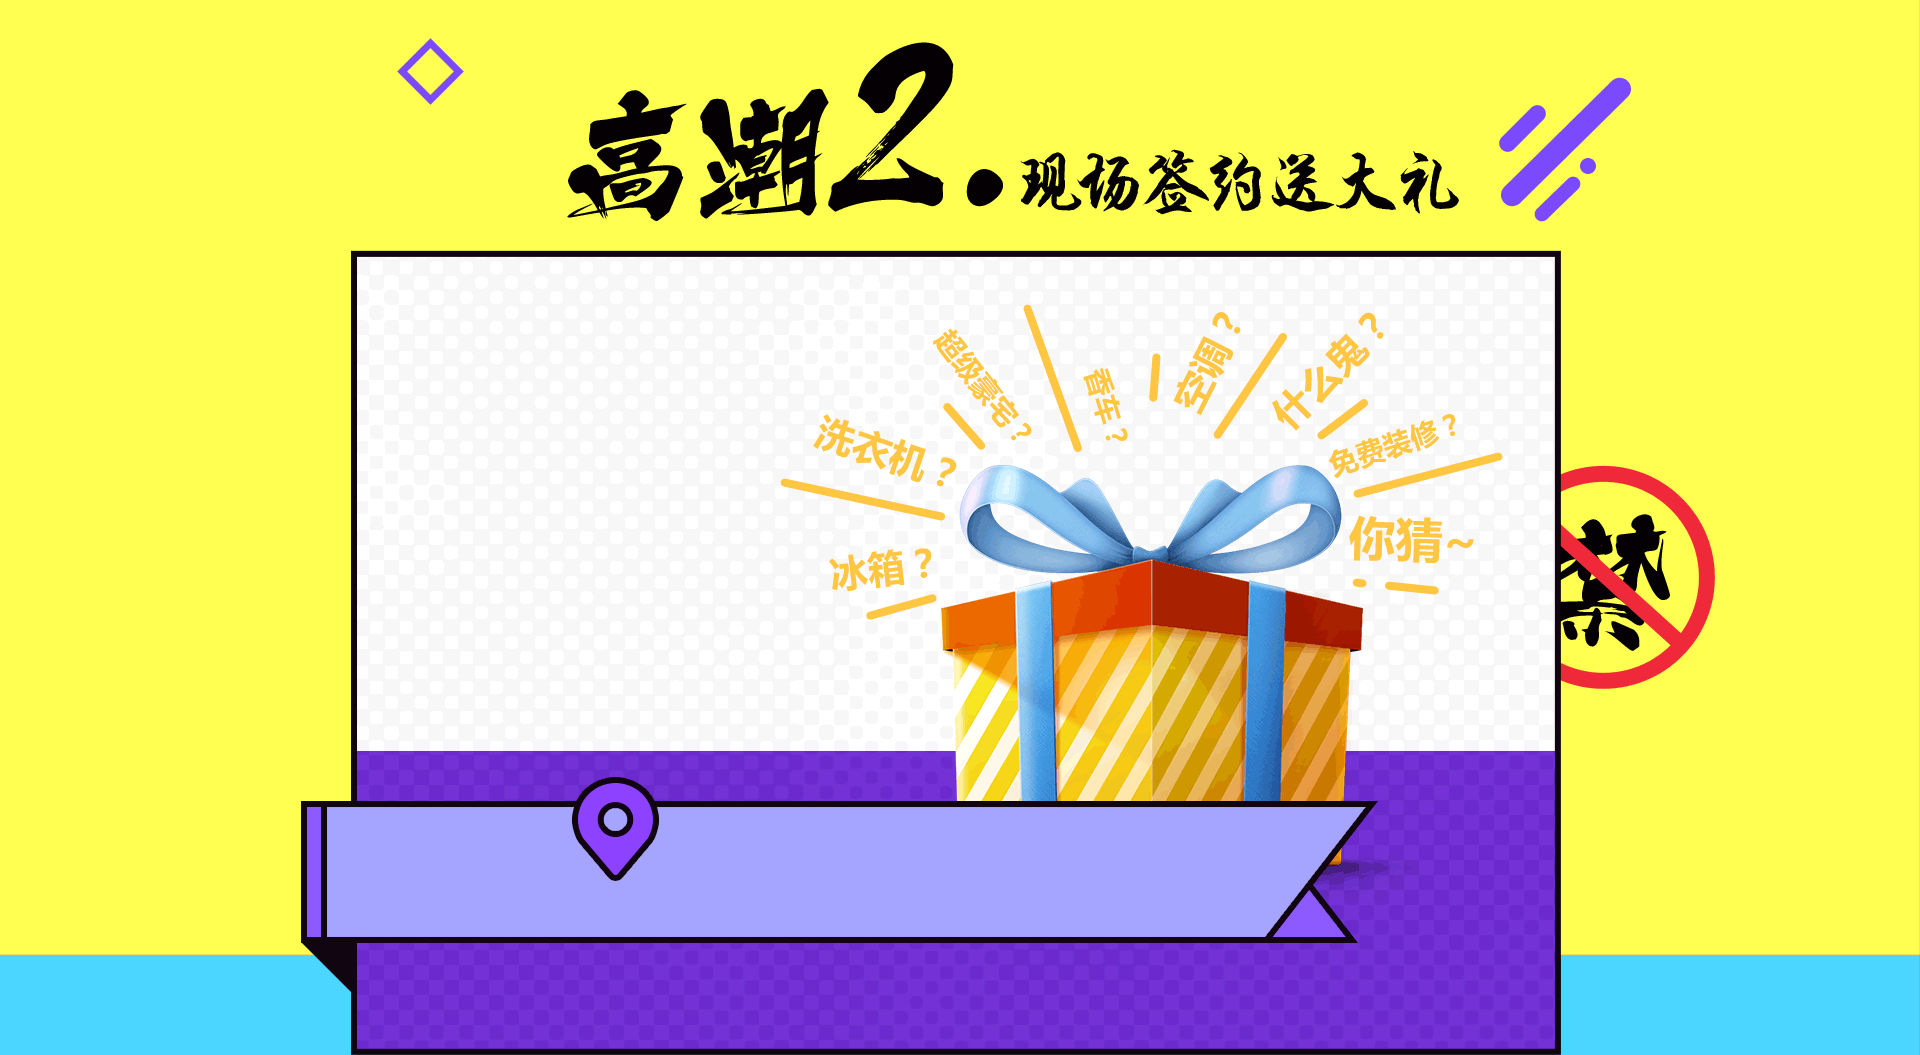 高潮2.现场签约送大礼
空调？
什么鬼？
超级豪宅？
香车？
免费装修？
洗衣机？
你猜~
冰箱？
禁